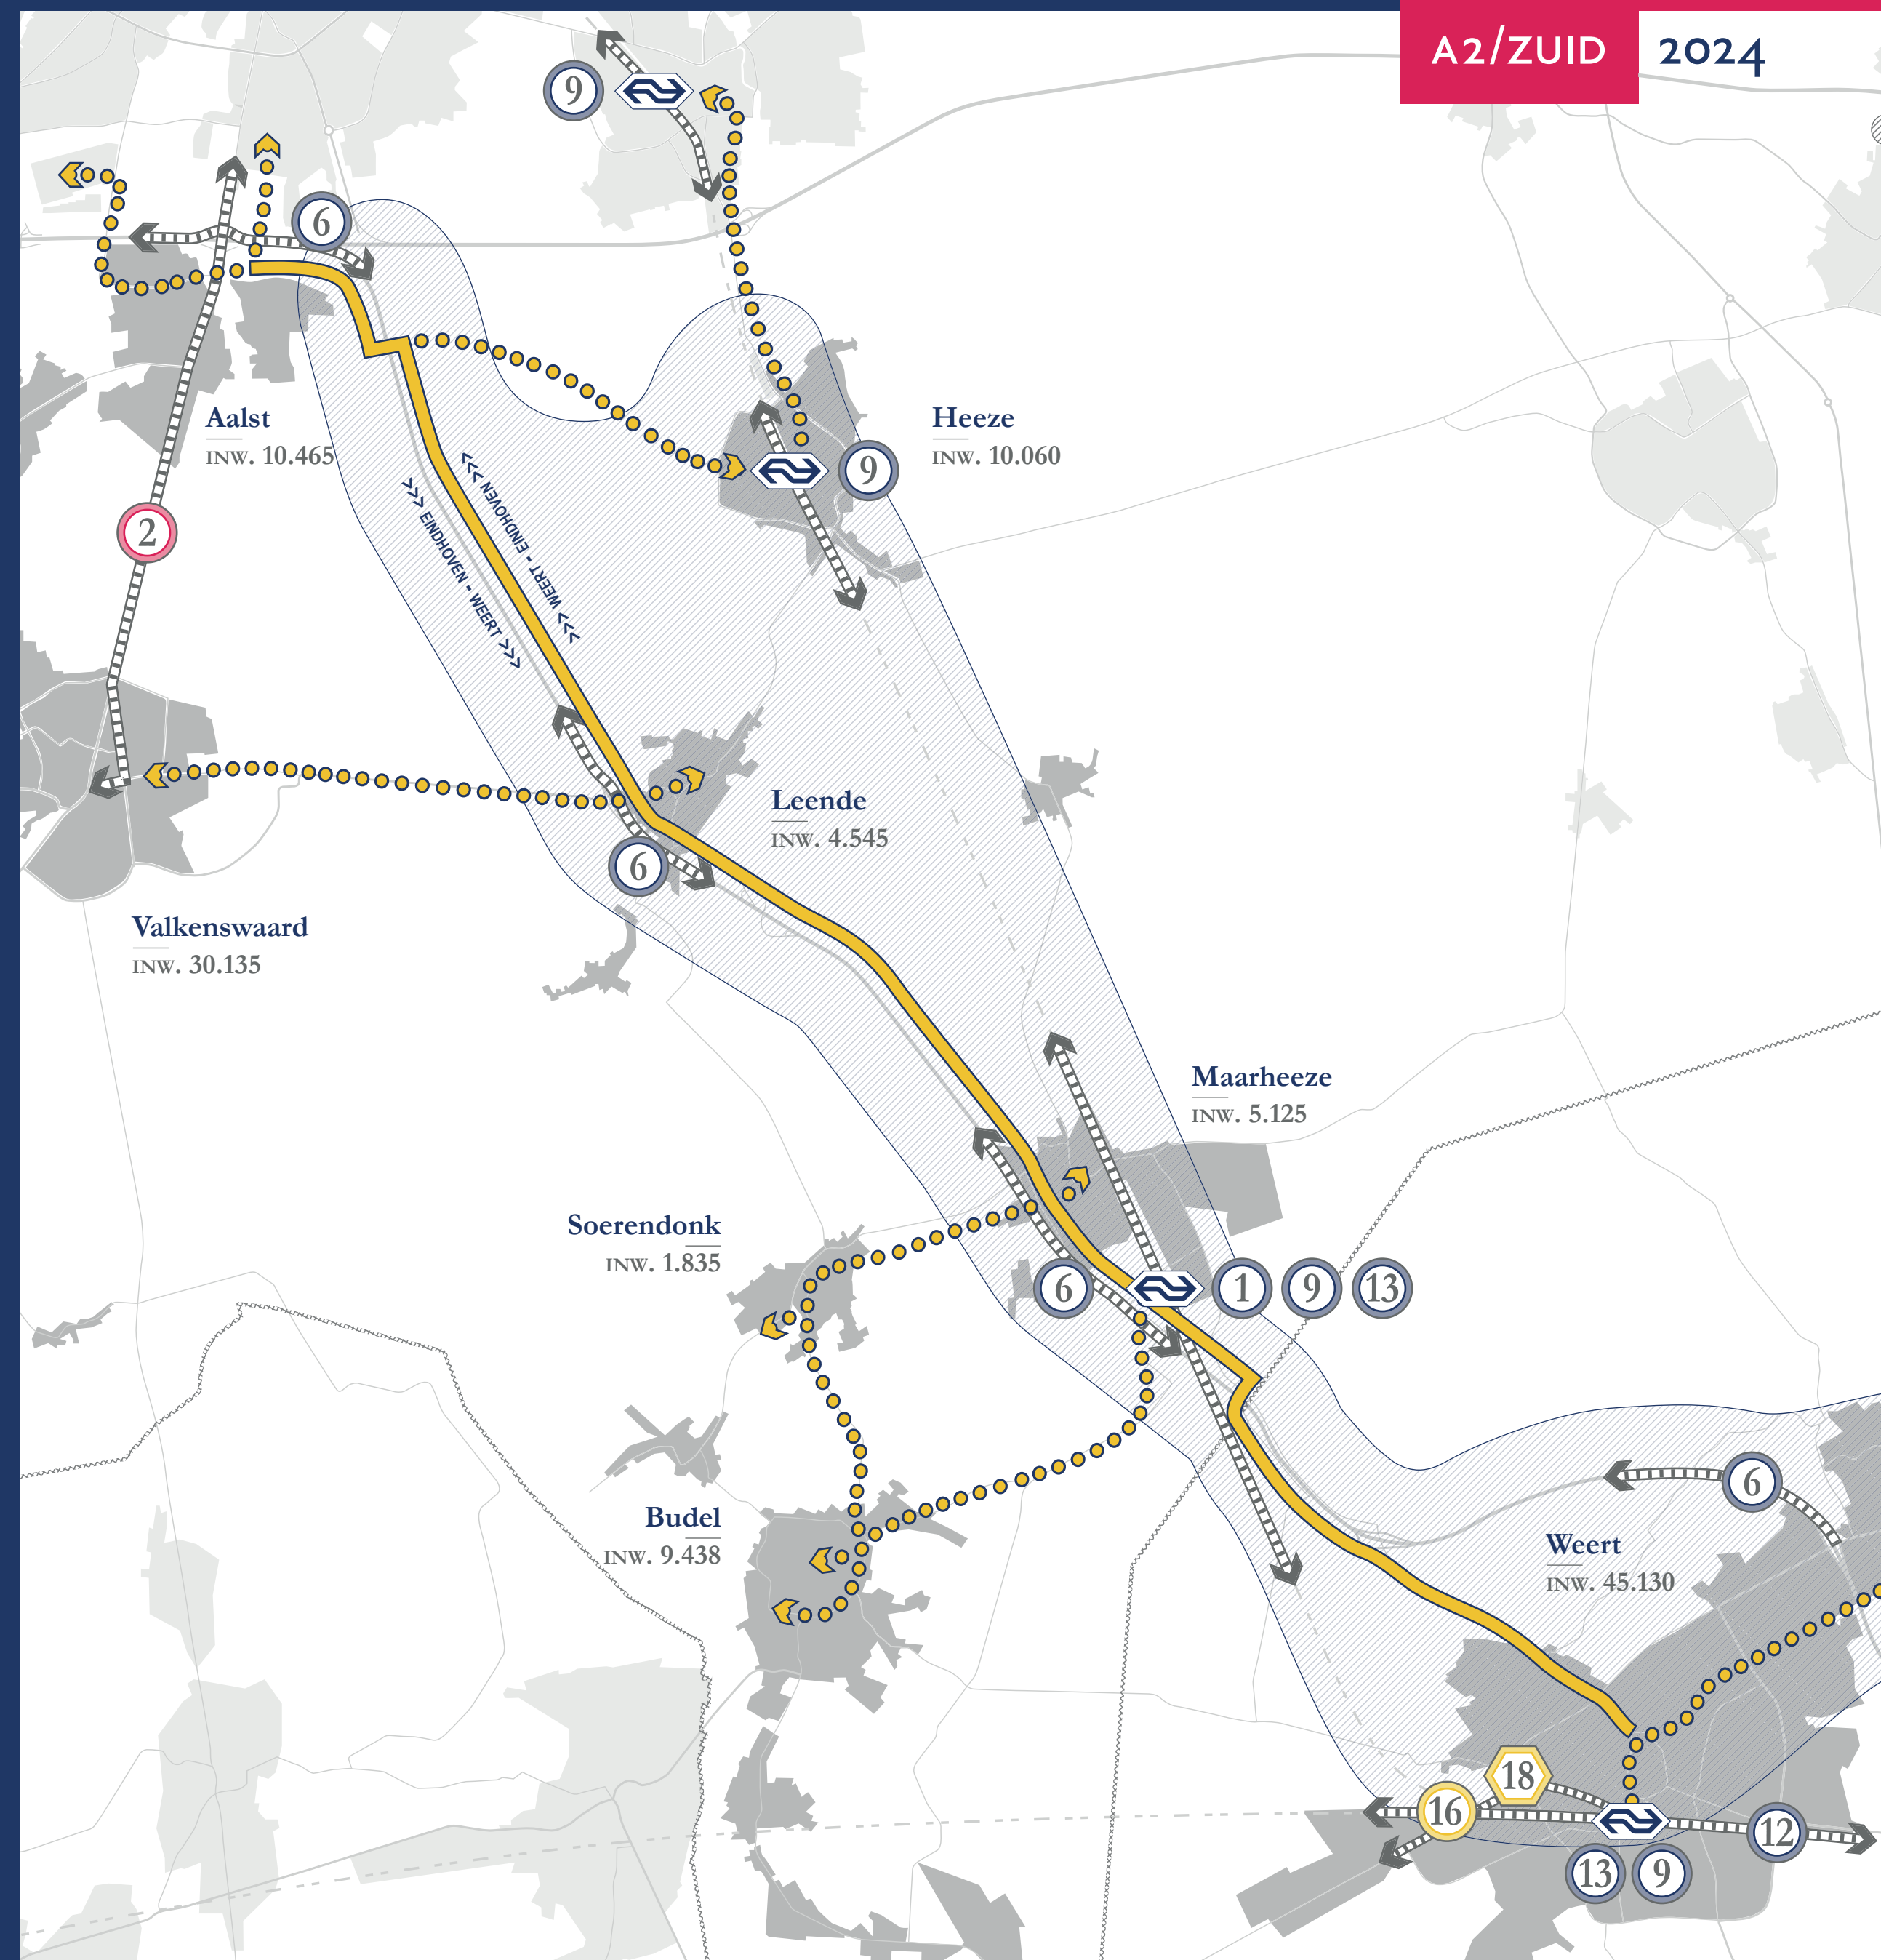 A2/ZUID 2024
9
6
Aalst
INW. 10.465
Heeze
INW. 10.060
9
2
<<< WEERT - EINDHOVEN <<<
>>> EINDHOVEN - WEERT >>>
Leende
INW. 4.545
6
Valkenswaard
INW. 30.135
Maarheeze
INW. 5.125
Soerendonk
INW. 1.835
6
1
9
13
6
Budel
INW. 9.438
Weert
INW. 45.130
18
16
12
13
9